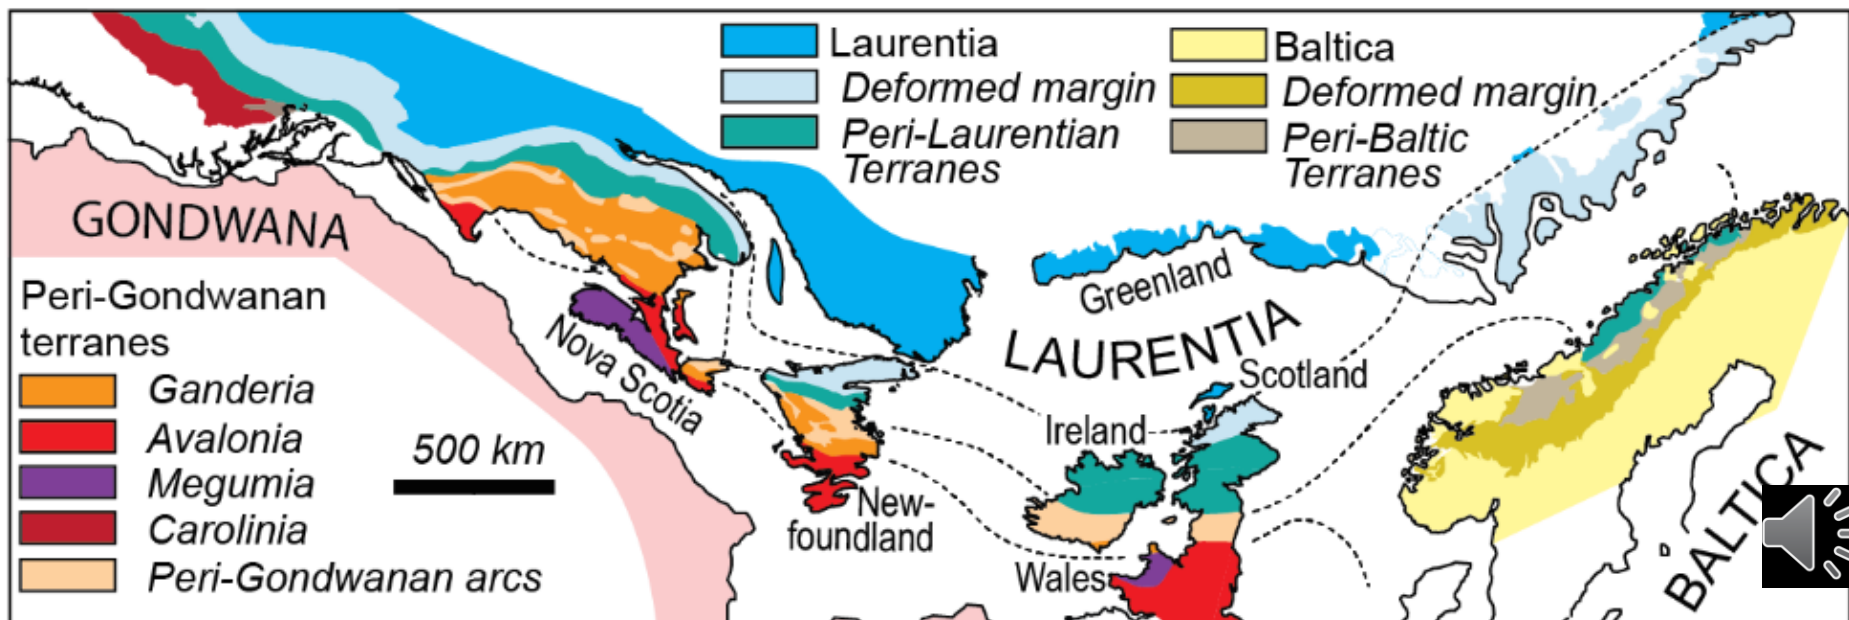 Laurentia
Deformed margin
Peri-Laurentian
Terranes
Baltica
Deformed margin
Peri-Baltic
Terranes
GONDWANA
Peri-Gondwanan
terranes
Ganderia
Avalonia
Megumia
Carolinia
Peri-Gondwanan arcs
500 km
Nova Scotia
New-
foundland
Greenland
LAURENTIA
Scotland
Ireland
Wales
BALTICA